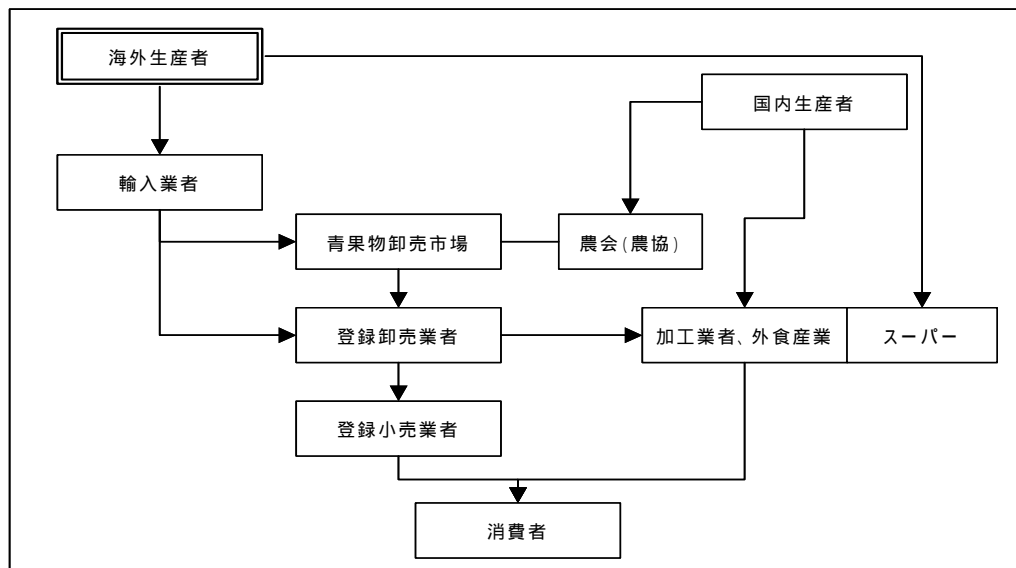 海外生産者
国内生産者
輸入業者
青果物卸売市場
農会(農協)
登録卸売業者
加工業者、外食産業
スーパー
登録小売業者
消費者